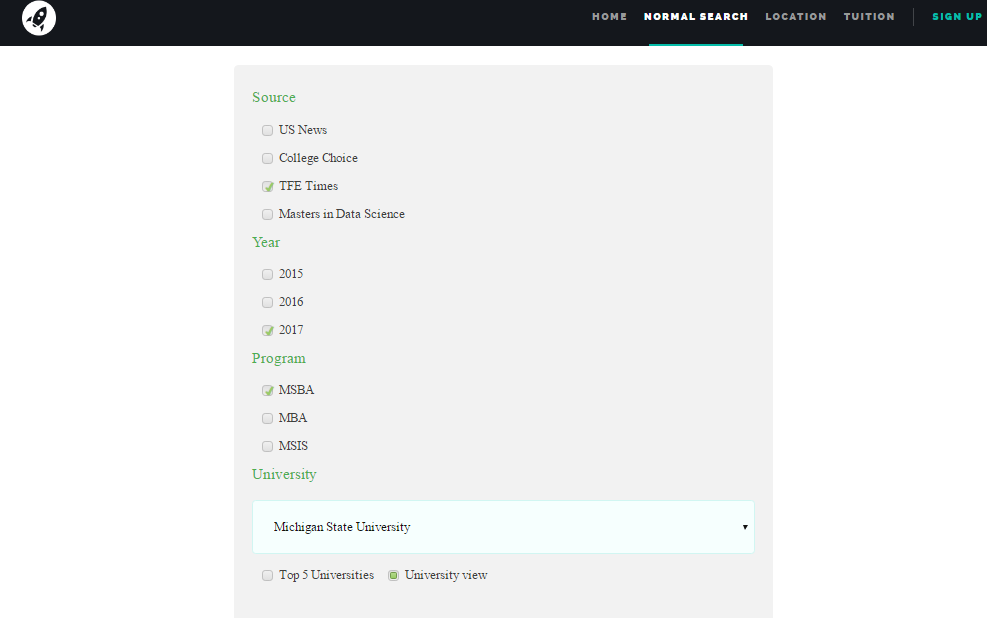 HOME NORMAL SEARCH LOCATION TUITION SIGN UP
Source
US News
College Choice
TFE Times
Masters in Data Science
Year
2015
2016
2017
Program
MSBA
MBA
MSIS
University
Michigan State University
Top 5 Universities University view